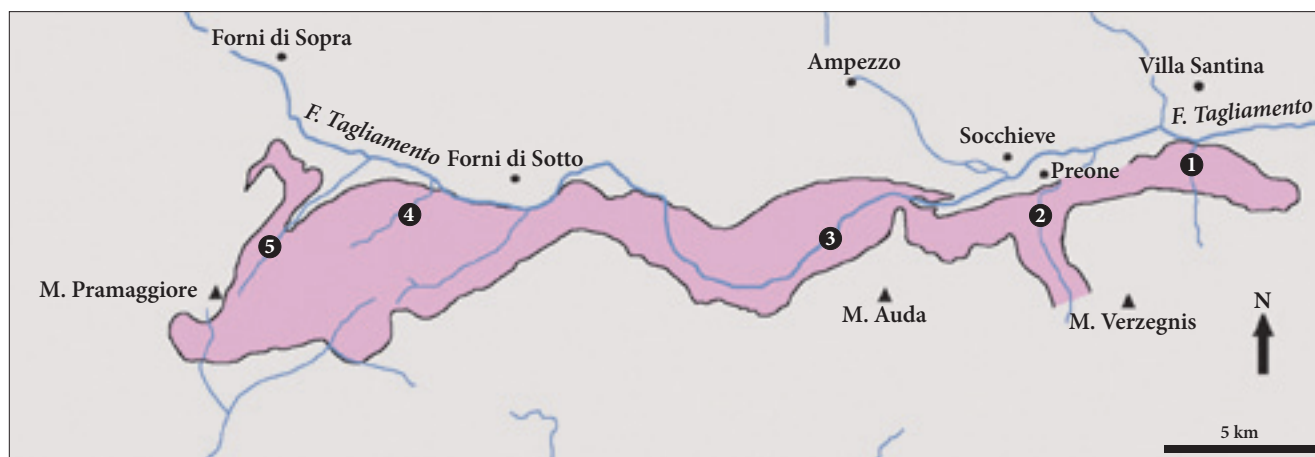 Forni di Sopra
Ampezzo
Villa Santina
F. Tagliamento
F. Tagliamento
Socchieve
Forni di Sotto
Preone
1
2
3
4
5
M. Pramaggiore
M. Auda
M. Verzegnis
N
5 km